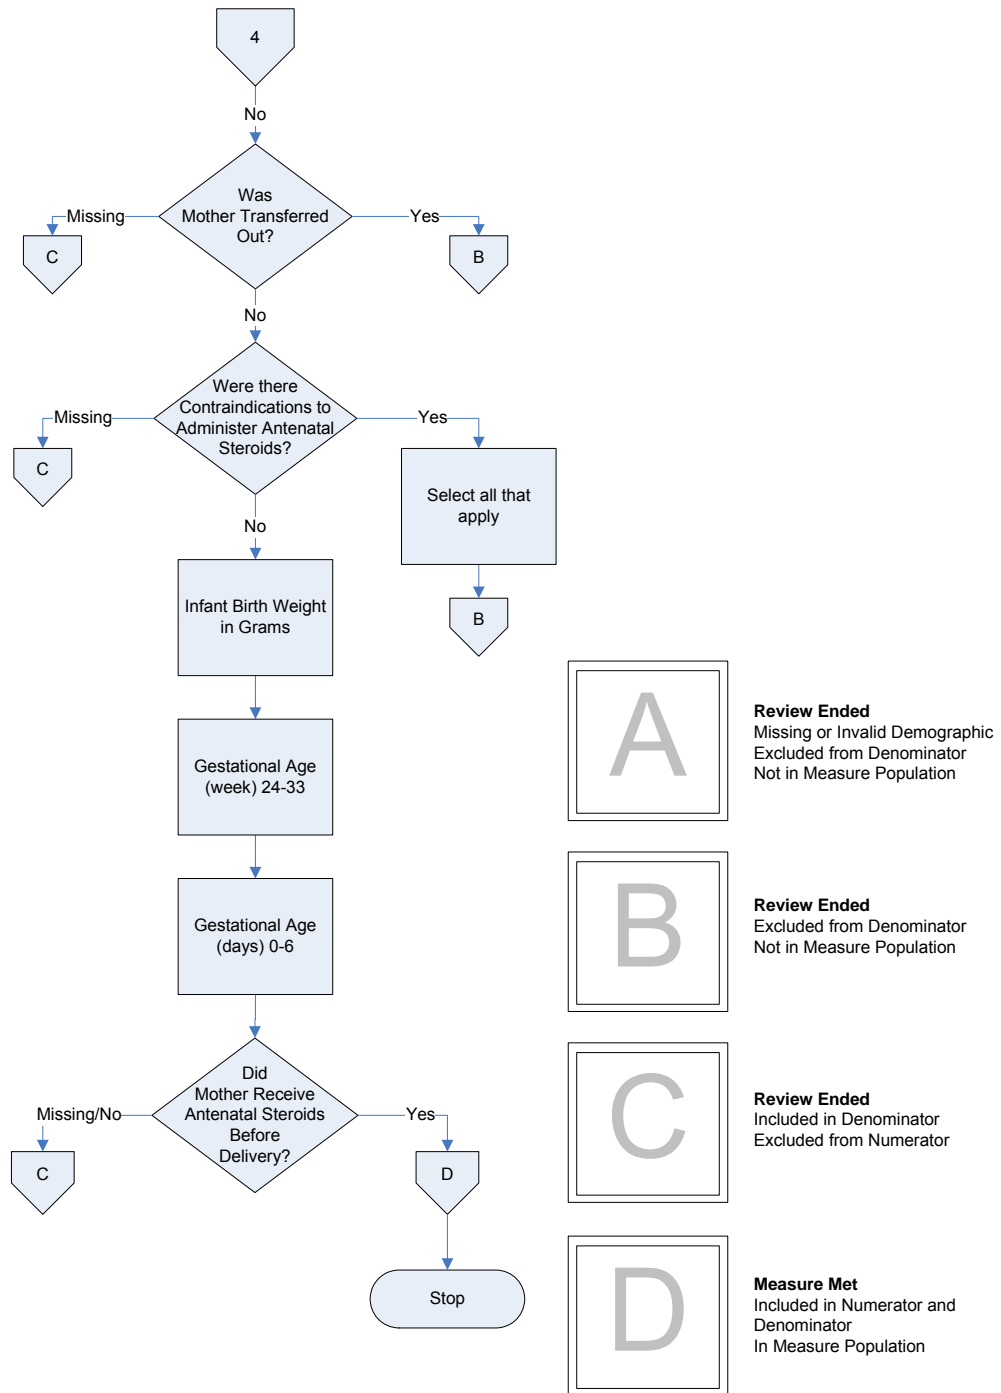 4
No
Was
Mother Transferred
Out?
Missing
Yes
C
B
No
Were there
Contraindications to
Administer Antenatal
Steroids?
Missing
Yes
C
Select all that
apply
No
B
Infant Birth Weight
in Grams
Gestational Age
(week) 24-33
Gestational Age
(days) 0-6
Did
Mother Receive
Antenatal Steroids
Before
Delivery?
Missing/No
Yes
C
D
Stop
A
Review Ended
Missing or Invalid Demographic
Excluded from Denominator
Not in Measure Population
B
Review Ended
Excluded from Denominator
Not in Measure Population
C
Review Ended
Included in Denominator
Excluded from Numerator
D
Measure Met
Included in Numerator and
Denominator
In Measure Population